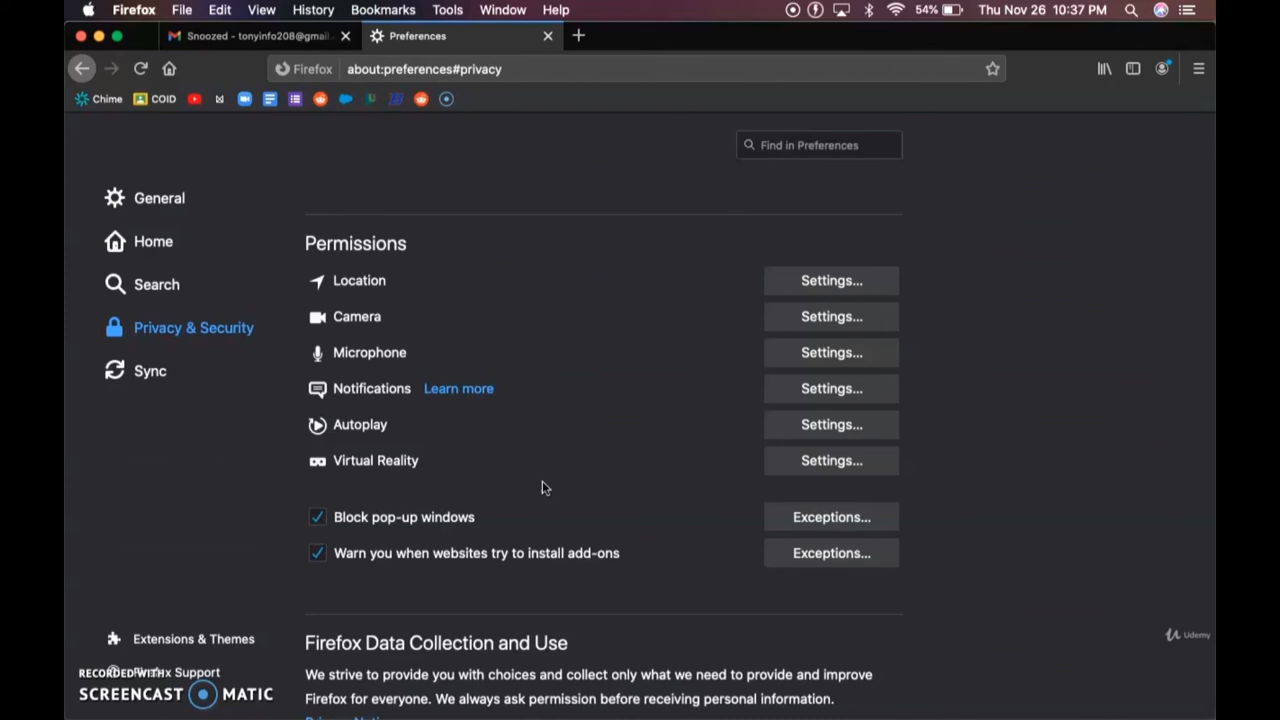 Firefox File Edit View History Bookmarks Tools Window Help 54% Thu Nov 26 10:37 PM
Snoozed - tonyinfo208@gmail. Preferences
Firefox about:preferences#privacy
Chime COID
Find in Preferences
General
Home
Search
Privacy & Security
Sync
Permissions
Location Settings...
Camera Settings...
Microphone Settings...
Notifications Learn more Settings...
Autoplay Settings...
Virtual Reality Settings...
Block pop-up windows Exceptions...
Warn you when websites try to install add-ons Exceptions...
Extensions & Themes
Support
Firefox Data Collection and Use
We strive to provide you with choices and collect only what we need to provide and improve
Firefox for everyone. We always ask permission before receiving personal information.
RECORDED WITH
SCREENCAST MATIC
Udemy